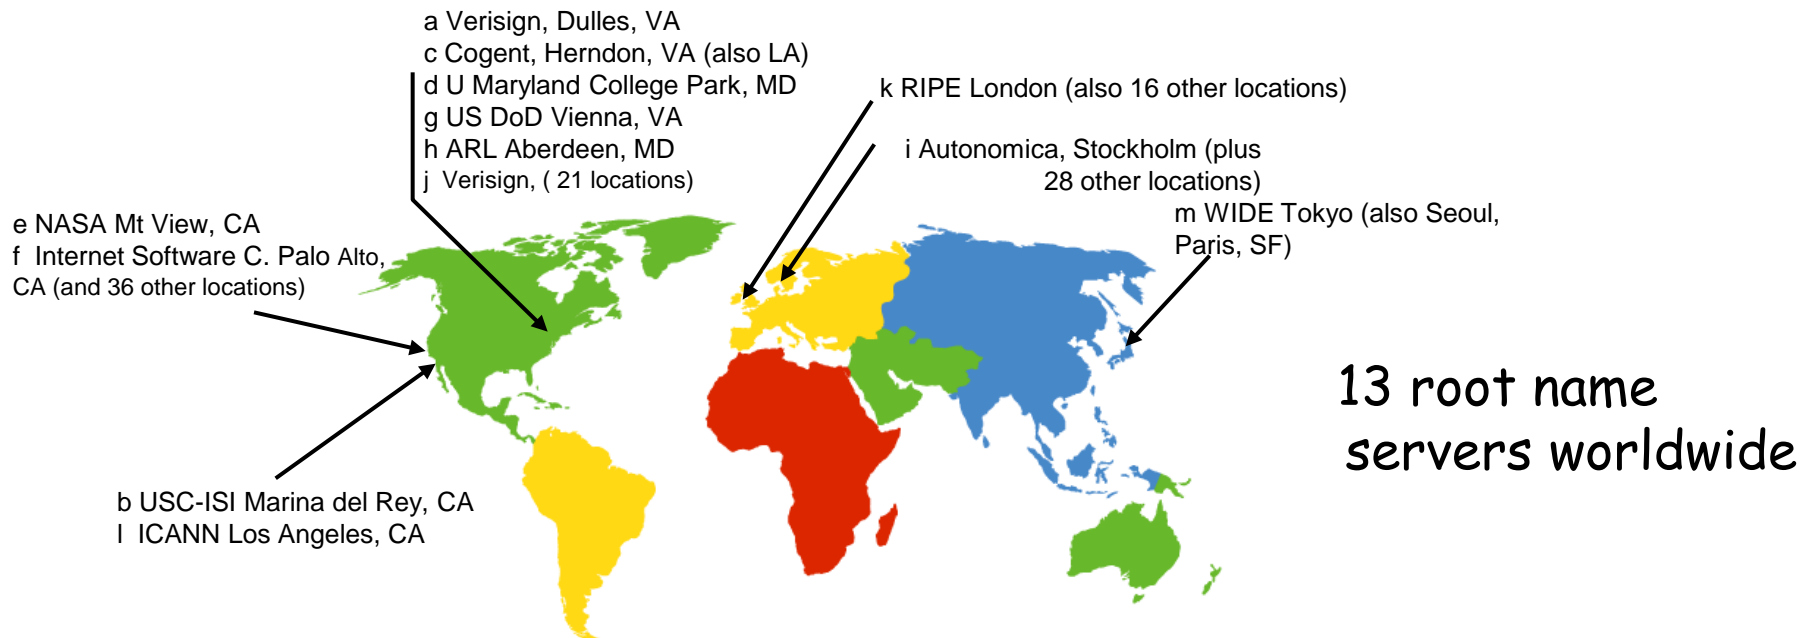 a Verisign, Dulles, VA
c Cogent, Herndon, VA (also LA)
d U Maryland College Park, MD
g US DoD Vienna, VA
h ARL Aberdeen, MD
j Verisign, ( 21 locations)
k RIPE London (also 16 other locations)
i Autonomica, Stockholm (plus
28 other locations)
m WIDE Tokyo (also Seoul,
Paris, SF)
e NASA Mt View, CA
f Internet Software C. Palo Alto,
CA (and 36 other locations)
13 root name
servers worldwide
b USC-ISI Marina del Rey, CA
l ICANN Los Angeles, CA